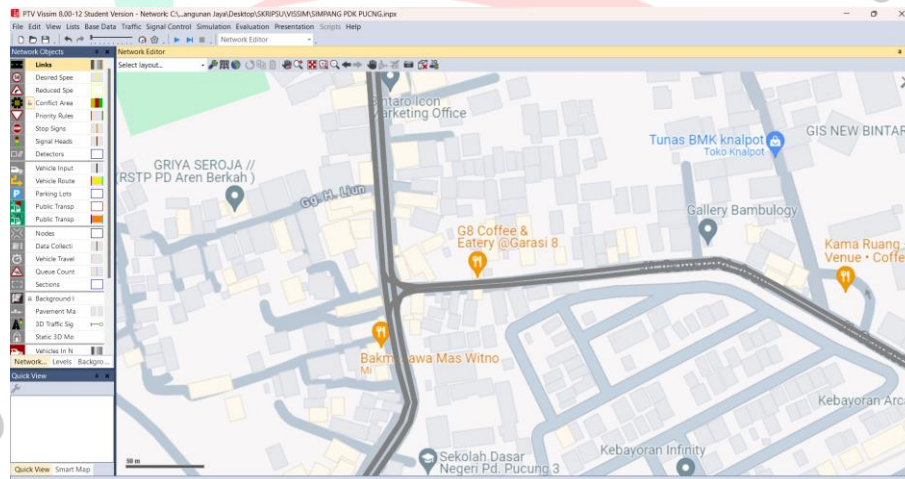 PTV Vissim 8.00-12 Student Version - Network: C:\...angunan Jaya\Desktop\SKRIPSU\VISSIM\SIMPANG PDK PUCNG.inpx
File Edit View Lists Base Data Traffic Signal Control Simulation Evaluation Presentation Scripts Help
Network Editor
Network Objects
Network Editor
Select layout...
Links
Desired Spee
Reduced Spe
Conflict Area
Priority Rules
Stop Signs
Signal Heads
Detectors
Vehicle Input
Vehicle Route
Parking Lots
Public Transp
Public Transp
Nodes
Data Collecti
Vehicle Travel
Queue Count
Sections
Background I
Pavement Ma
3D Traffic Sig
Static 3D Mo
Vehicles In N
Network... Levels Backgro...
Quick View
Quick View Smart Map
ntaro Icon
arketing Office
GRIYA SEROJA //
(RSTP PD Aren Berkah )
Gg. H. Liun
G8 Coffee &
Eatery @Garasi 8
Tunas BMK knalpot
Toko Knalpot
GIS NEW BINTAR
Gallery Bambulogy
Kama Ruang
Venue • Coffe
Bakm awa Mas Witno
Mi
Kebayoran Arc
Kebayoran Infinity
Sekolah Dasar
Negeri Pd. Pucung 3
50 m